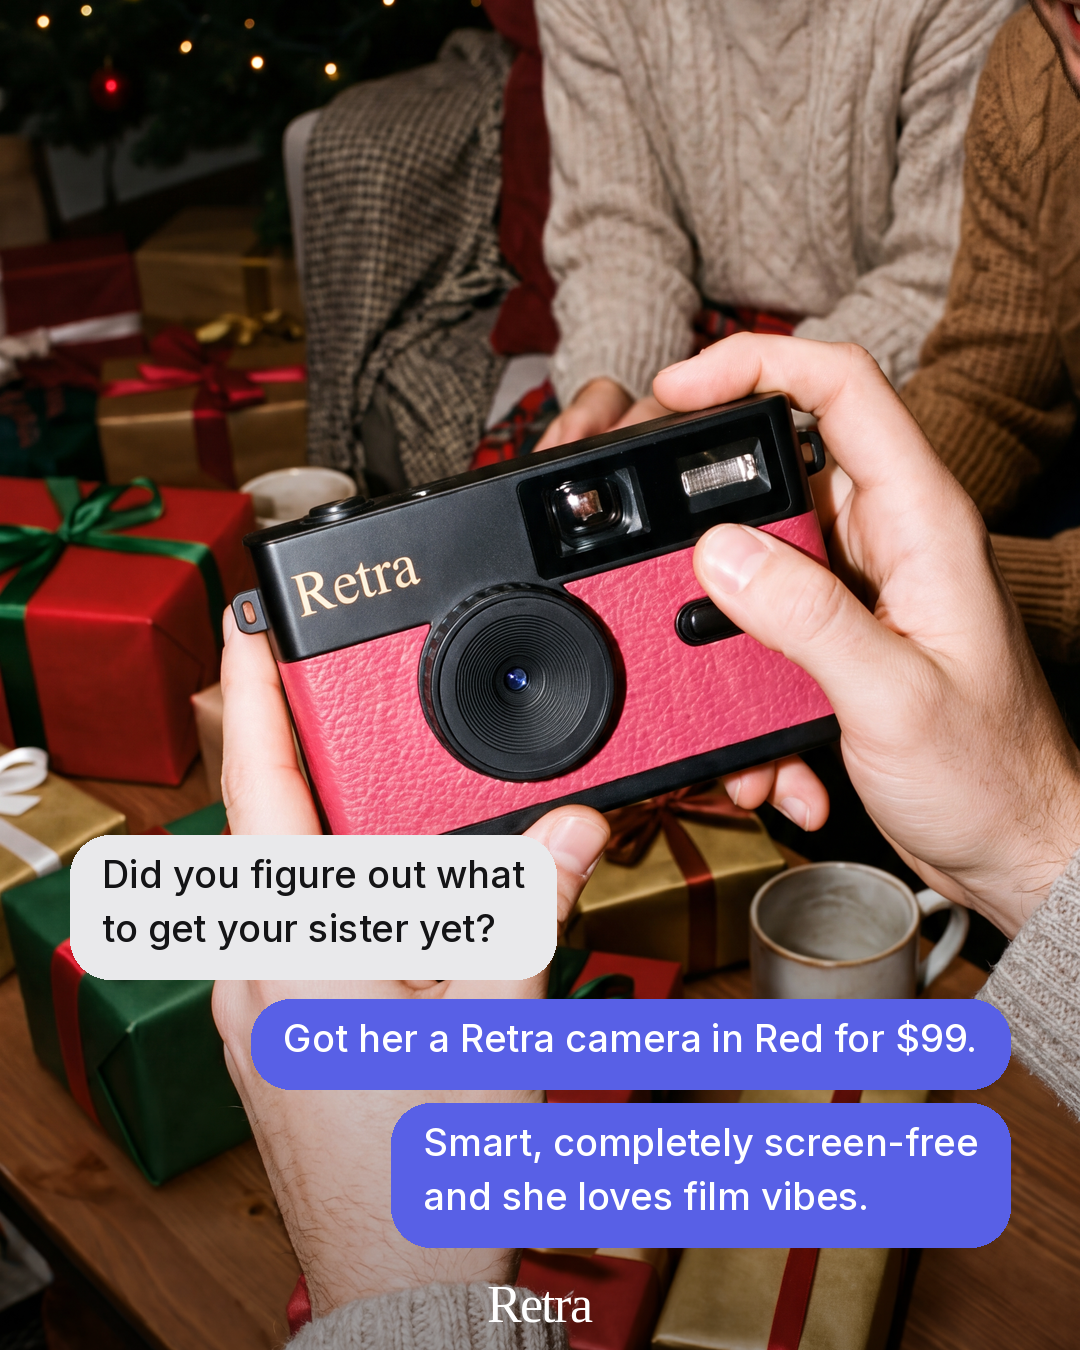 Retra
Did you figure out what
to get your sister yet?
Got her a Retra camera in Red for $99.
Smart, completely screen-free
and she loves film vibes.
Retra